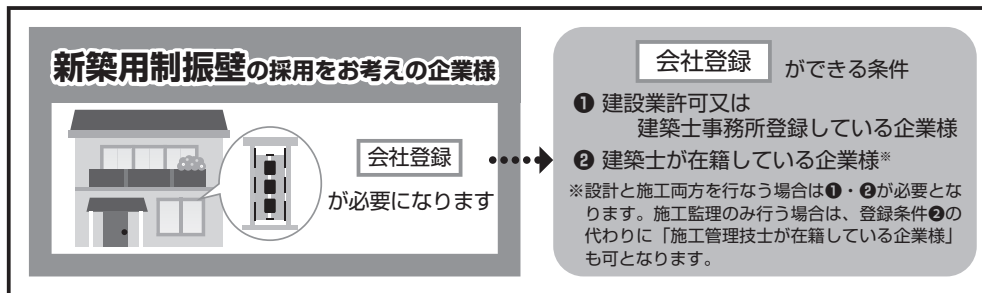 新築用制振壁の採用をお考えの企業様
会社登録
が必要になります
会社登録 ができる条件
❶ 建設業許可又は
建築士事務所登録している企業様
❷ 建築士が在籍している企業様※
※設計と施工両方を行なう場合は❶・❷が必要とな
ります。施工監理のみ行う場合は、登録条件❷の
代わりに「施工管理技士が在籍している企業様」
も可となります。